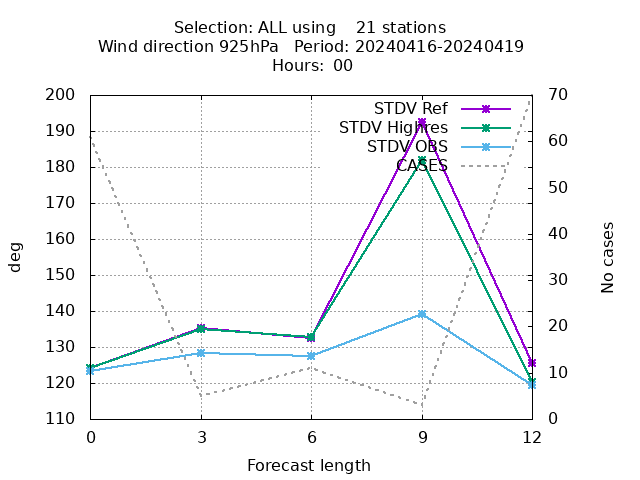 Selection: ALL using    21 stations
Wind direction 925hPa   Period: 20240416-20240419
Hours:  00
200
190
180
170
160
150
140
130
120
110
70
60
50
40
30
20
10
0
STDV Ref
STDV Highres
STDV OBS
CASES
deg
No cases
0
3
6
9
12
Forecast length